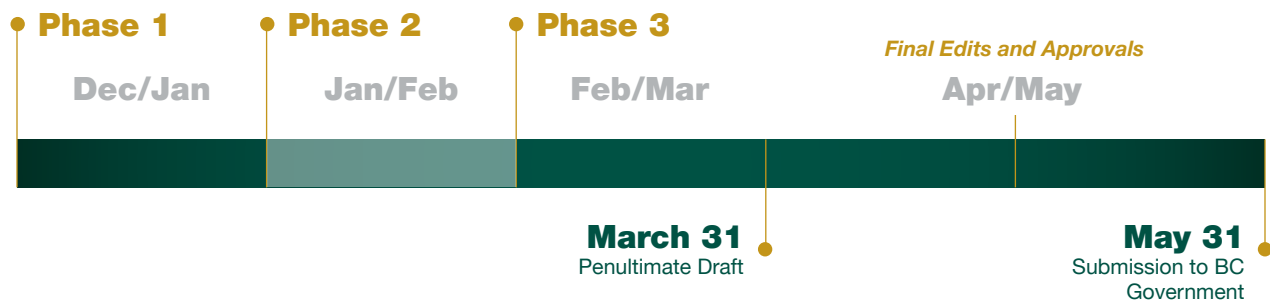 Phase 1
Phase 2
Phase 3
Final Edits and Approvals
Dec/Jan
Jan/Feb
Feb/Mar
Apr/May
March 31
Penultimate Draft
May 31
Submission to BC
Government